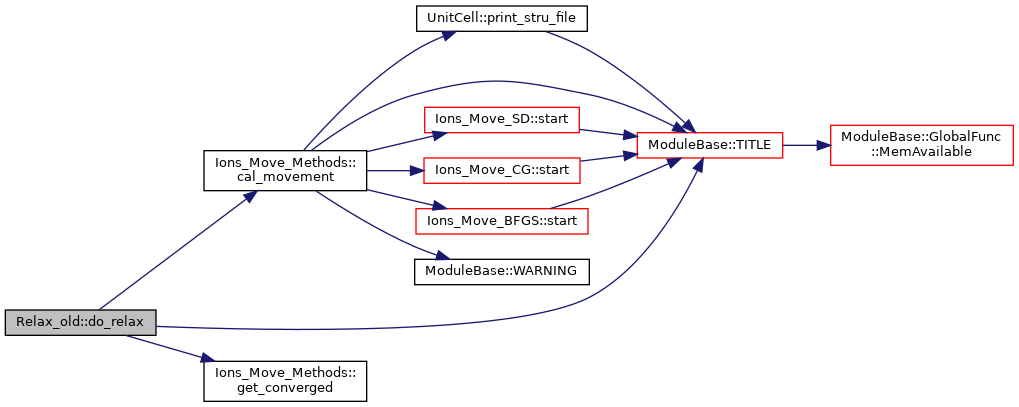 UnitCell::print_stru_file
Ions_Move_SD::start
ModuleBase::TITLE
ModuleBase::GlobalFunc
::MemAvailable
Ions_Move_Methods::
cal_movement
Ions_Move_CG::start
Ions_Move_BFGS::start
ModuleBase::WARNING
Relax_old::do_relax
Ions_Move_Methods::
get_converged